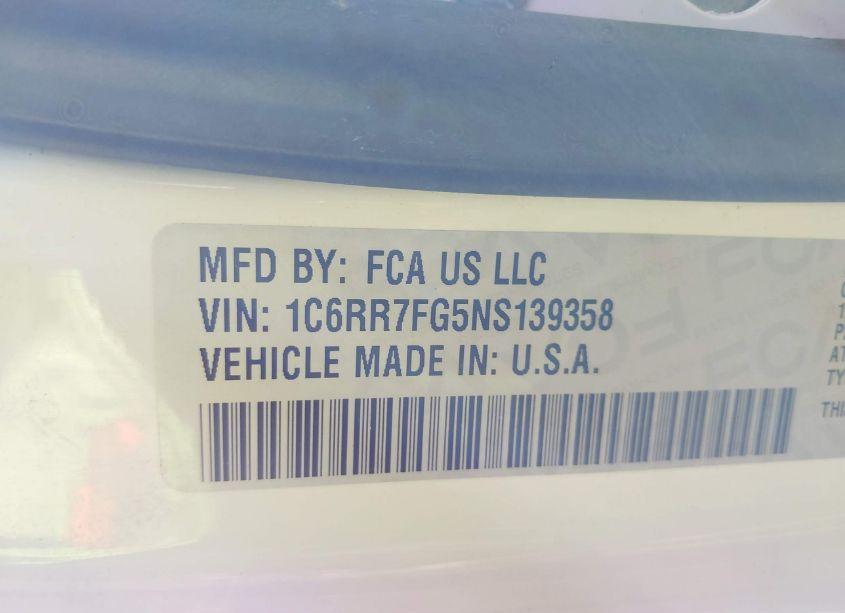 MFD BY: FCA US LLC
VIN: 1C6RR7FG5NS139358
VEHICLE MADE IN: U.S.A.